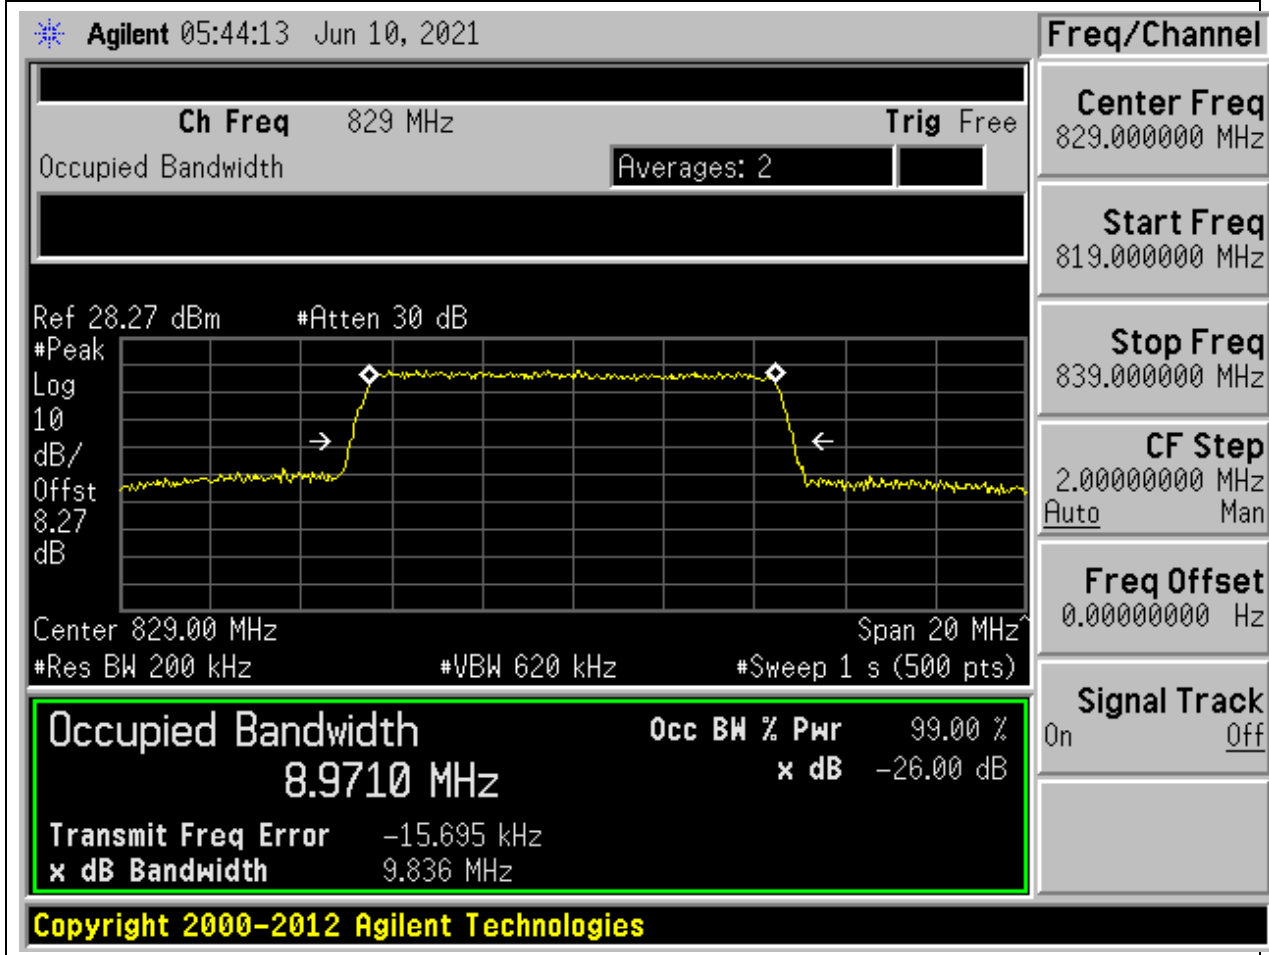 Agilent 05:44:13 Jun 10, 2021
Freq/Channel
Ch Freq 829 MHz Trig Free
Occupied Bandwidth Averages: 2
Center Freq
829.000000 MHz
Start Freq
819.000000 MHz
Stop Freq
839.000000 MHz
CF Step
2.00000000 MHz
Auto Man
Freq Offset
0.00000000 Hz
Signal Track
On Off
Ref 28.27 dBm #Atten 30 dB
#Peak
Log
10
dB/
Offst
8.27
dB
Center 829.00 MHz Span 20 MHz^
#Res BW 200 kHz #VBW 620 kHz #Sweep 1 s (500 pts)
Occupied Bandwidth
8.9710 MHz
Occ BW % Pwr 99.00 %
x dB -26.00 dB
Transmit Freq Error -15.695 kHz
x dB Bandwidth 9.836 MHz
Copyright 2000-2012 Agilent Technologies